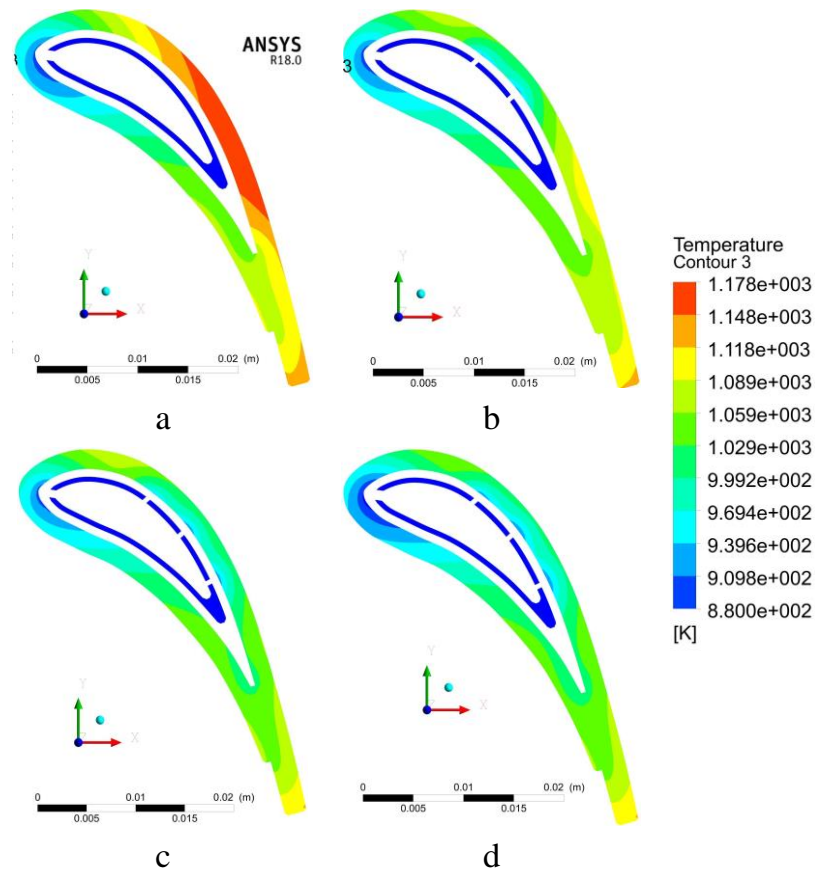 ANSYS
R18.0
3
Y
X
0 0.01 0.02 (m)
0.005 0.015
a
3
Y
X
0 0.01 0.02 (m)
0.005 0.015
b
Temperature
Contour 3
1.178e+003
1.148e+003
1.118e+003
1.089e+003
1.059e+003
1.029e+003
9.992e+002
9.694e+002
9.396e+002
9.098e+002
8.800e+002
[K]
Y
X
0 0.01 0.02 (m)
0.005 0.015
c
Y
X
0 0.01 0.02 (m)
0.005 0.015
d